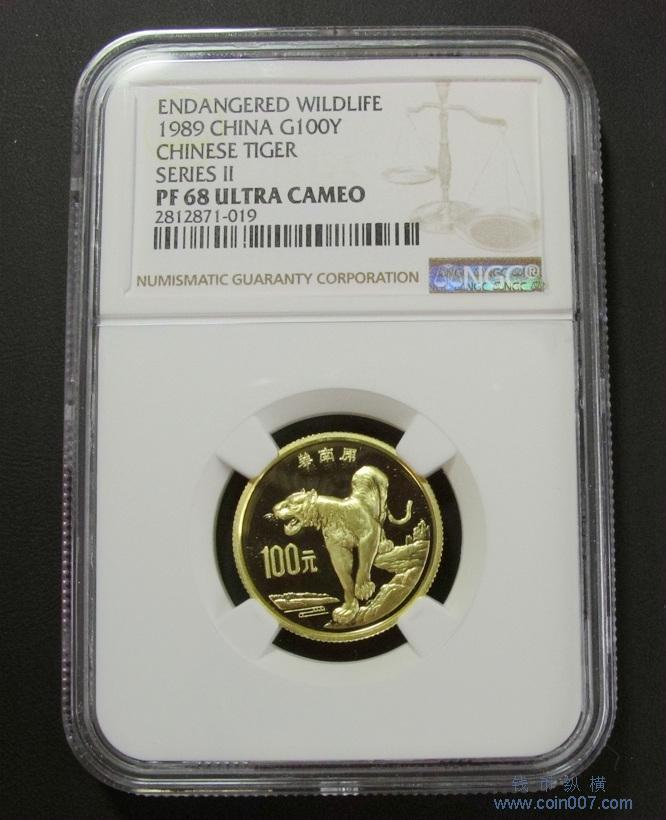 ENDANGERED WILDLIFE
1989 CHINA G100Y
CHINESE TIGER
SERIES II
PF 68 ULTRA CAMEO
2812871-019
NUMISMATIC GUARANTY CORPORATION
NGC®
華南虎
100元
钱币纵横
www.coin007.com